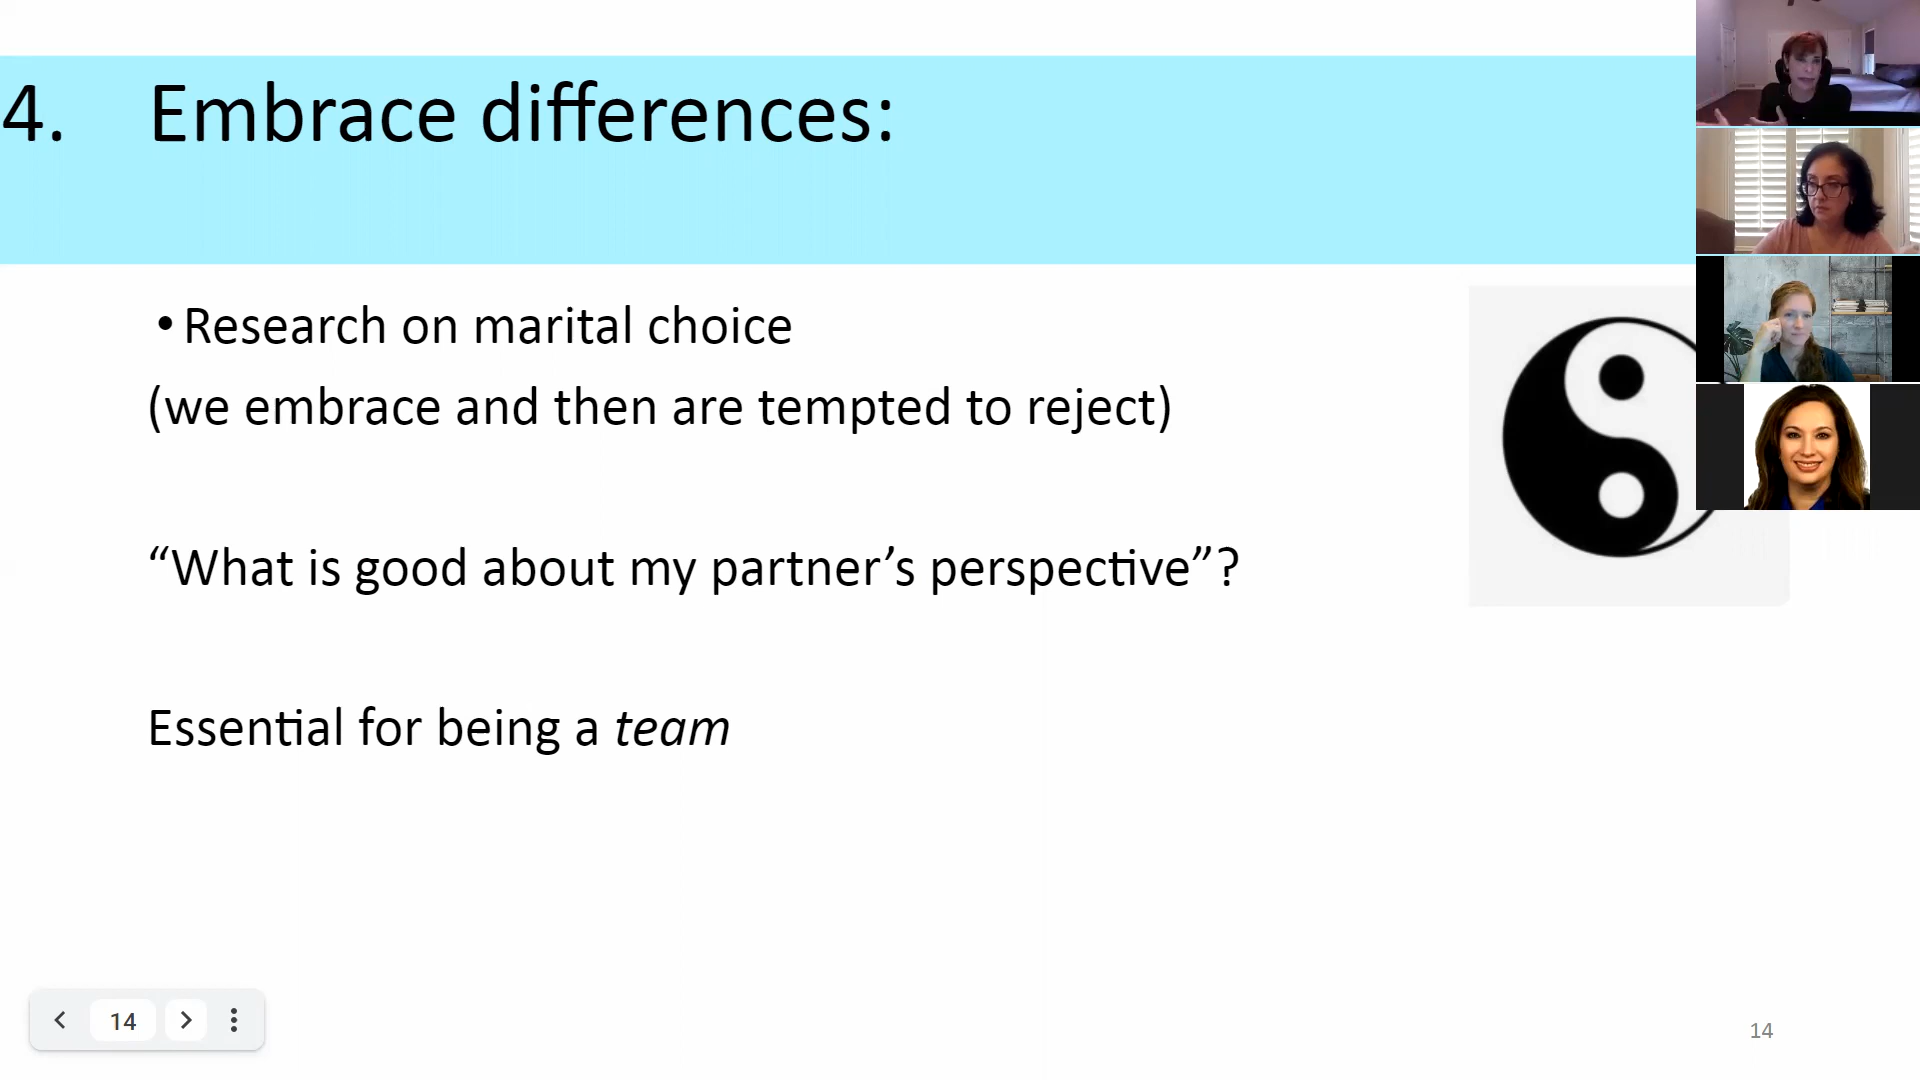 4. Embrace differences:
• Research on marital choice
(we embrace and then are tempted to reject)
“What is good about my partner’s perspective”?
Essential for being a team
14
14